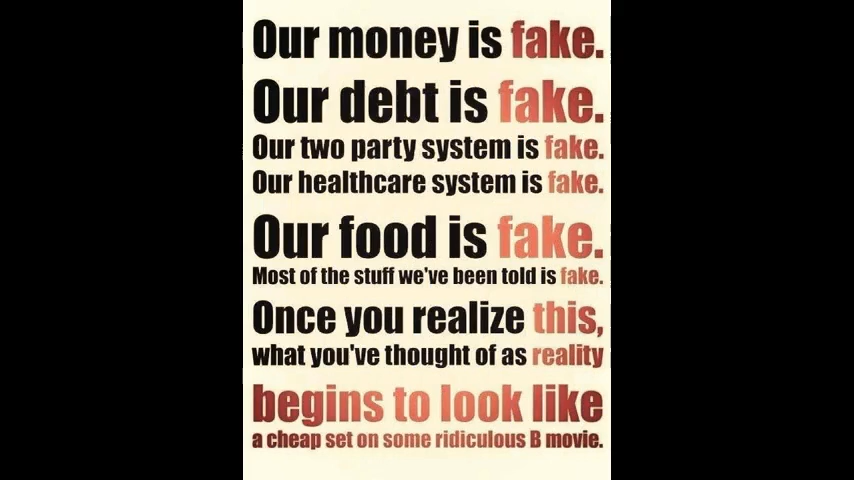 Our money is fake.
Our debt is fake.
Our two party system is fake.
Our healthcare system is fake.
Our food is fake.
Most of the stuff we've been told is fake.
Once you realize this,
what you've thought of as reality
begins to look like
a cheap set on some ridiculous B movie.